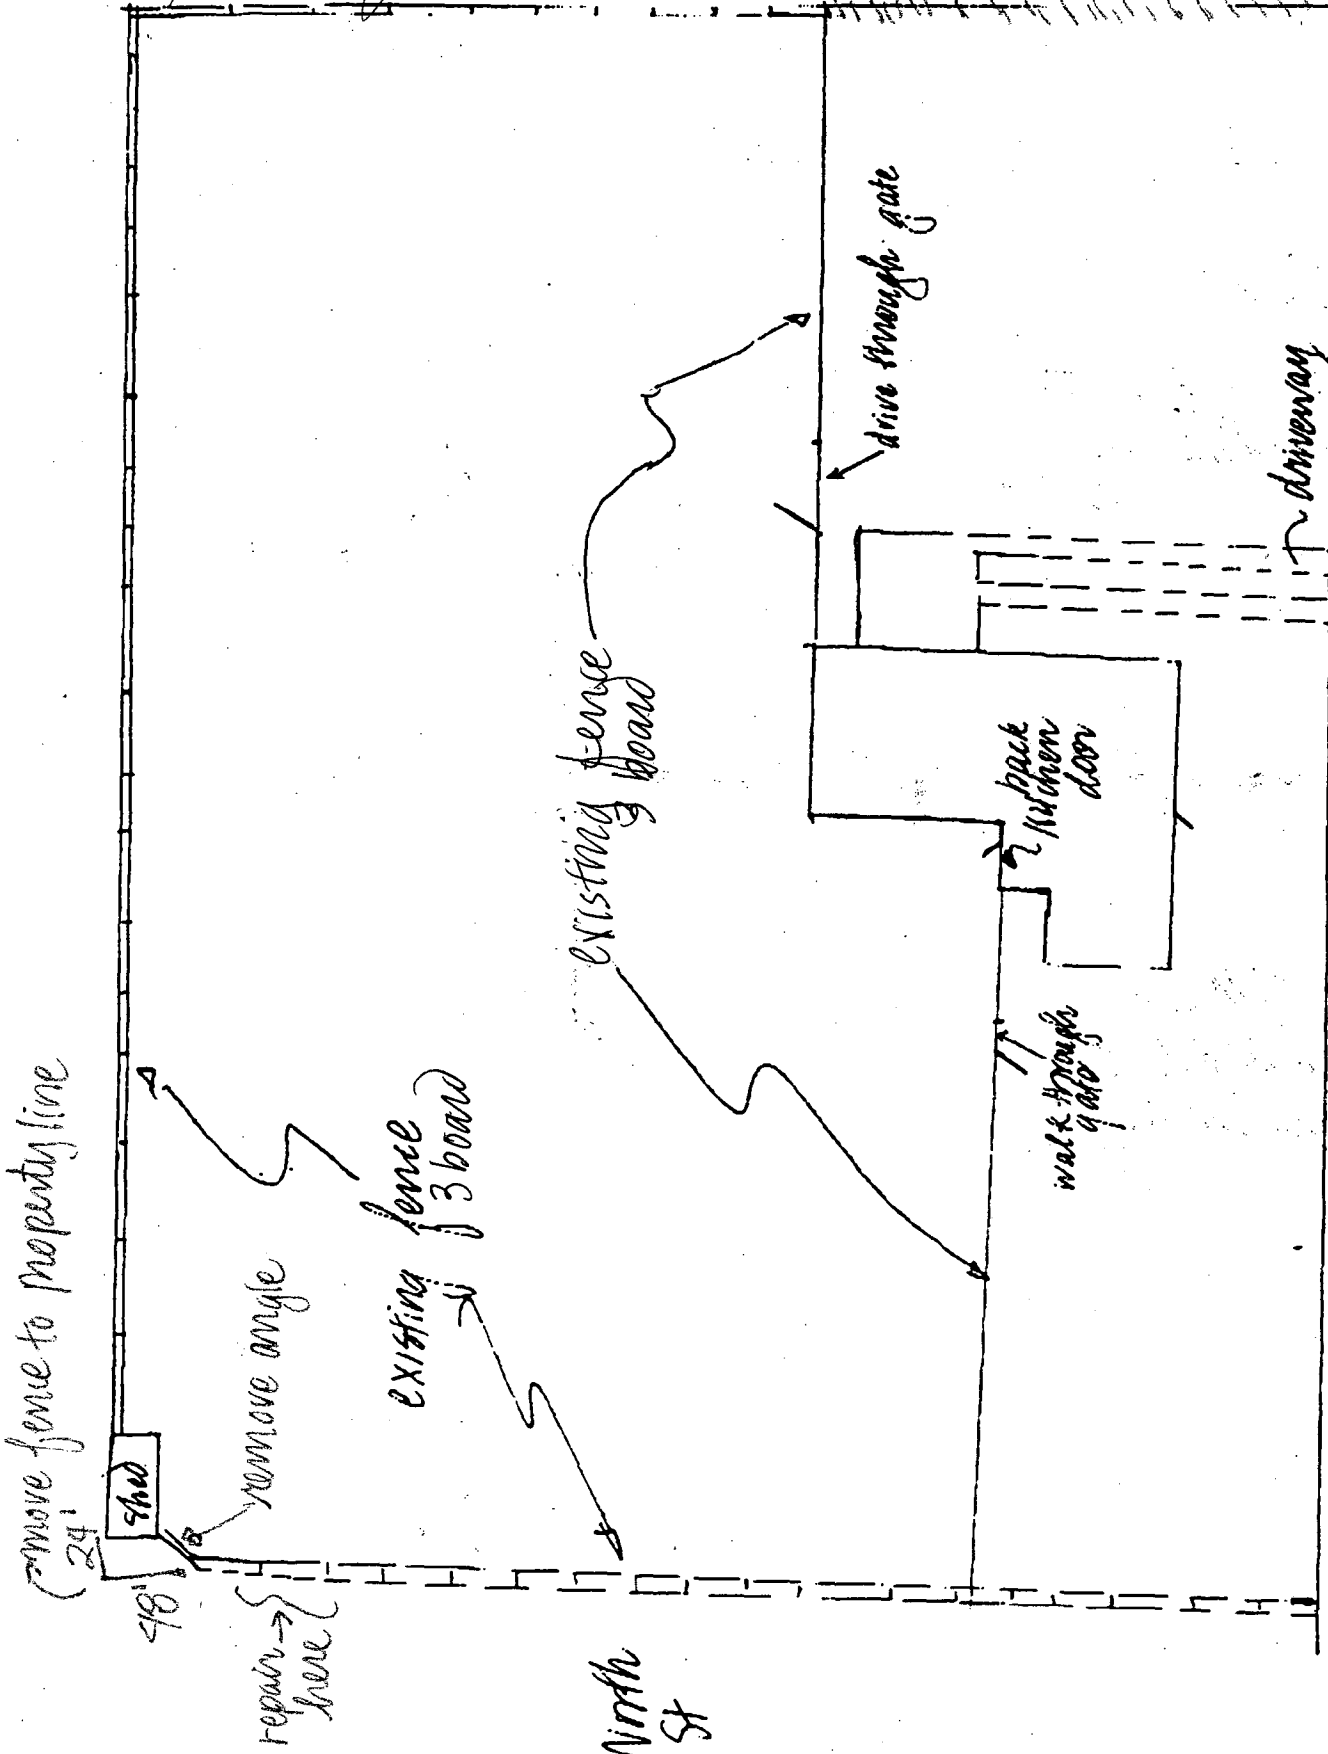 move fence to property line
24'
48'
shed
remove angle
repair
here
existing fence
3 board
existing fence
3 board
North
St
drive through gate
driveway
back
kitchen
door
walk through
gate